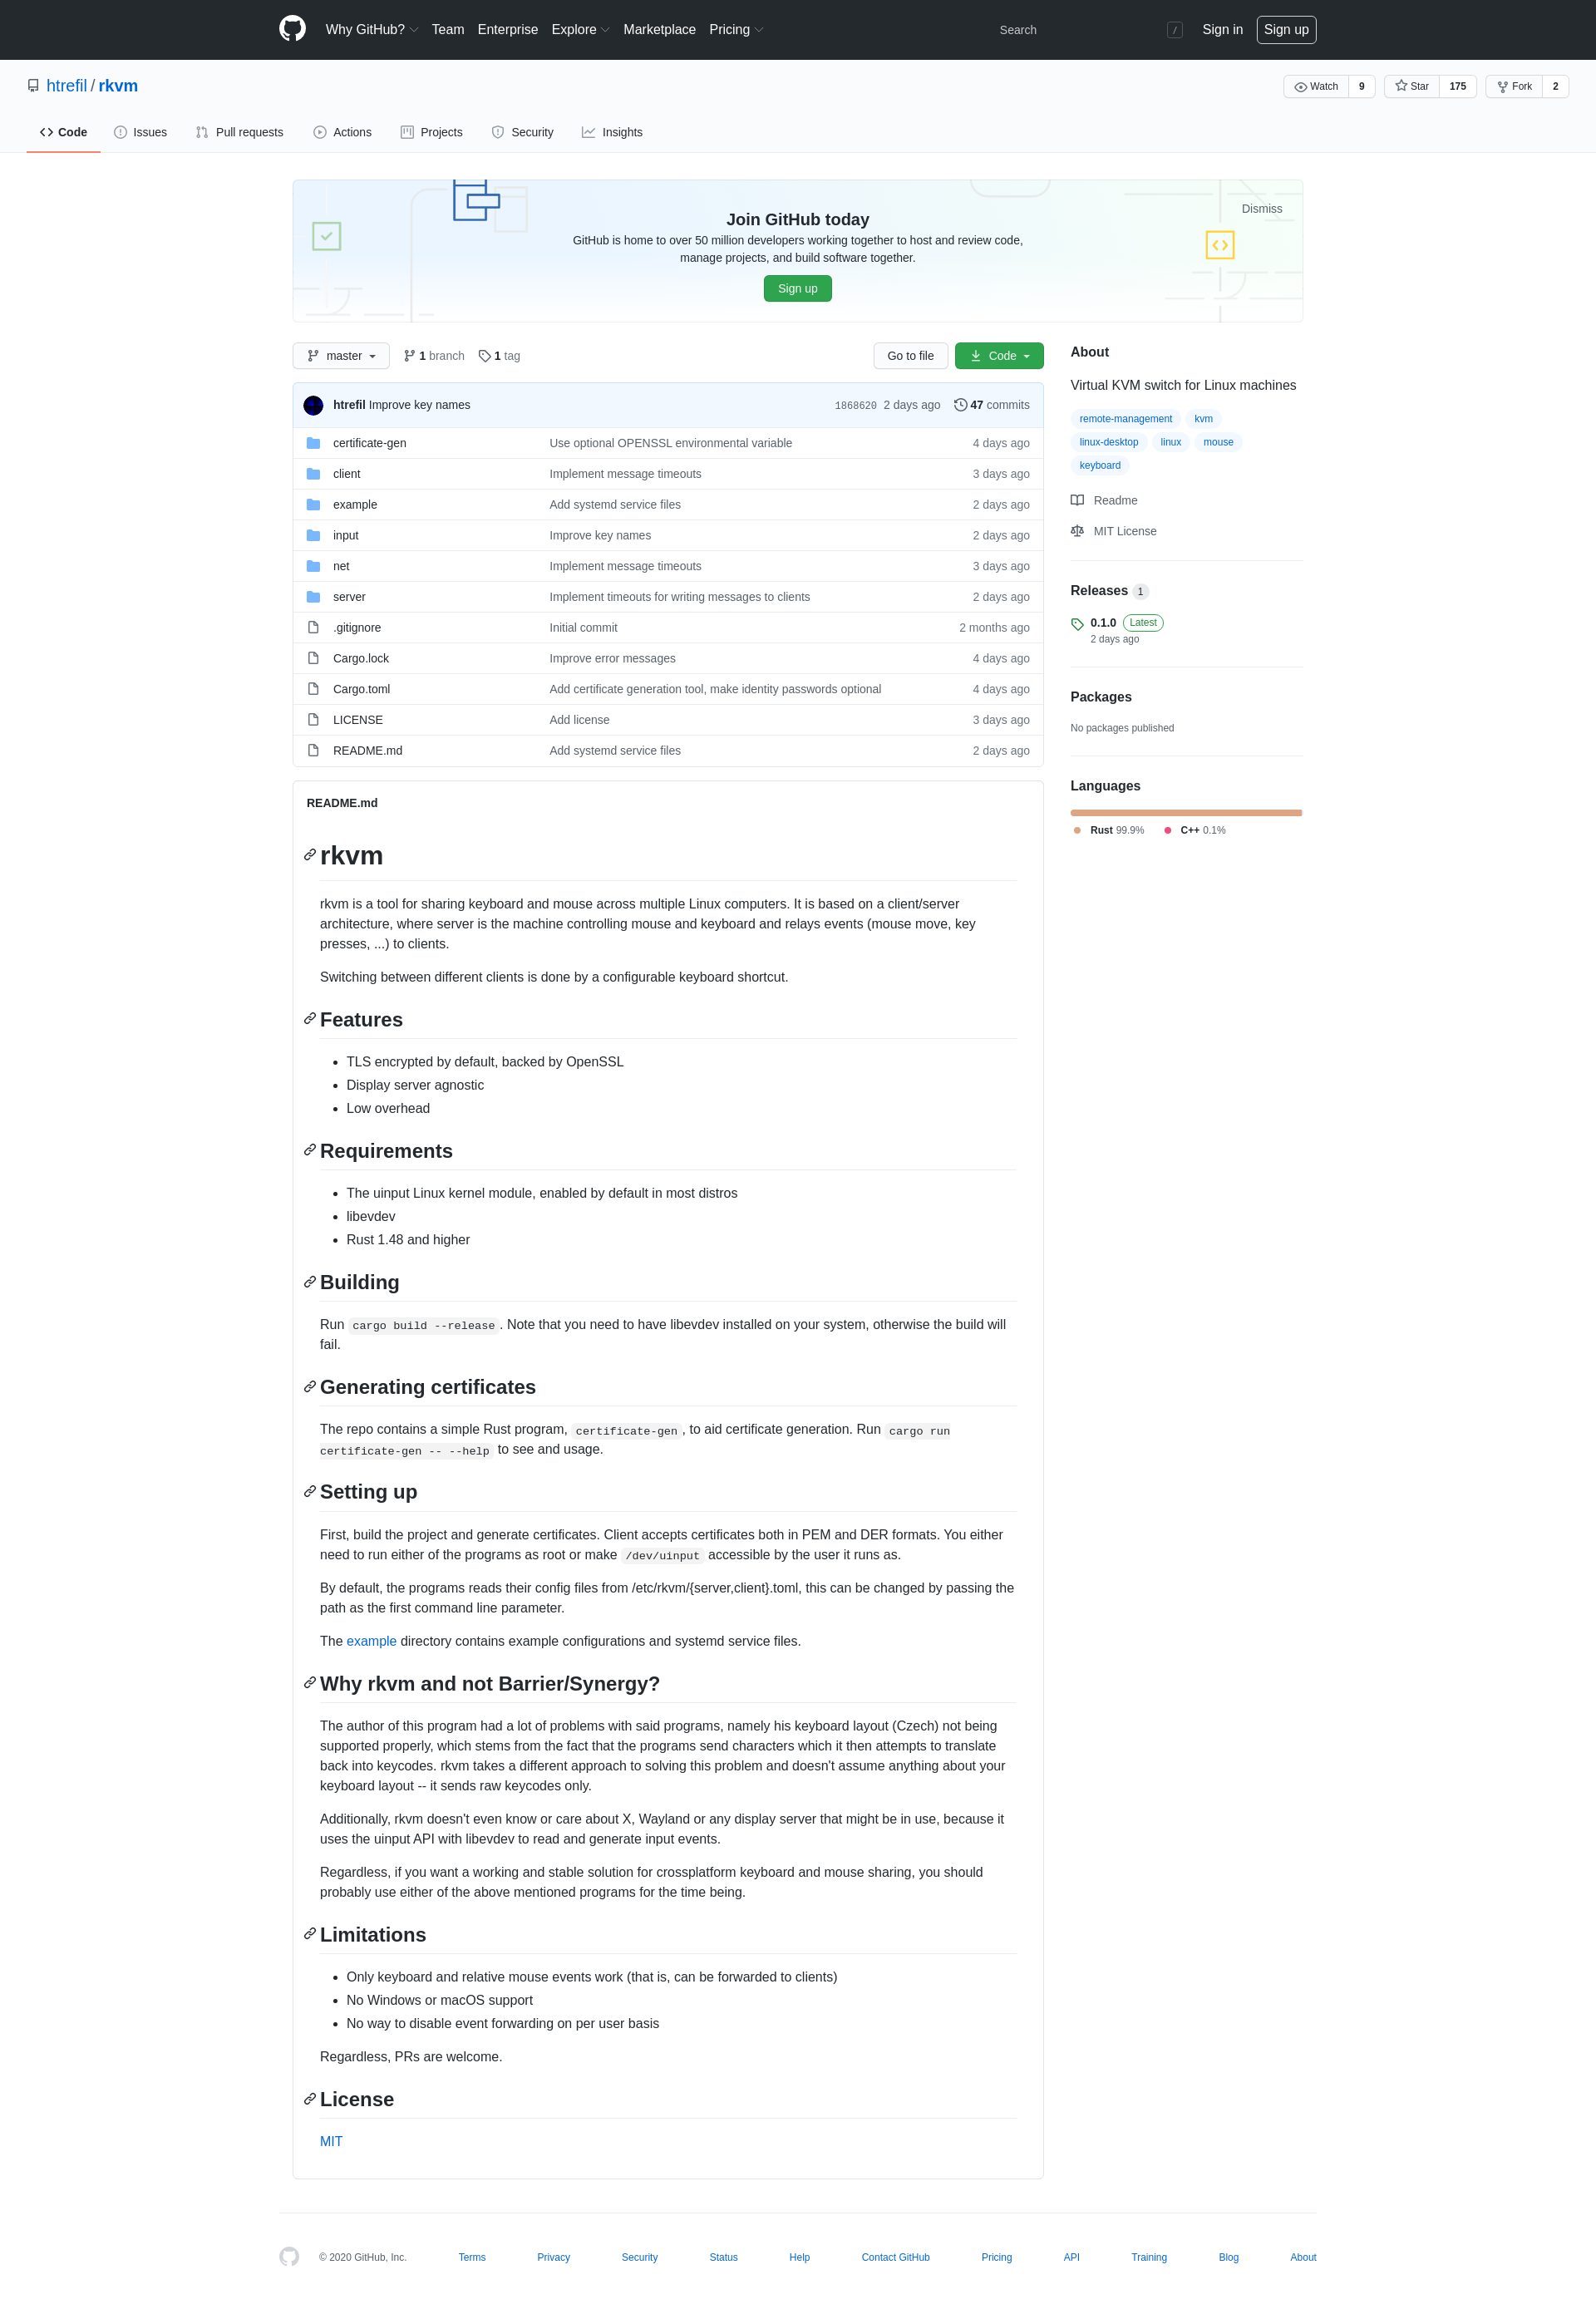 Why GitHub? Team Enterprise Explore Marketplace Pricing Search / Sign in Sign up
htrefil / rkvm Watch 9 Star 175 Fork 2
Code Issues Pull requests Actions Projects Security Insights
Dismiss
Join GitHub today
GitHub is home to over 50 million developers working together to host and review code,
manage projects, and build software together.
Sign up
master 1 branch 1 tag Go to file Code
htrefil Improve key names 1868620 2 days ago 47 commits
certificate-gen Use optional OPENSSL environmental variable 4 days ago
client Implement message timeouts 3 days ago
example Add systemd service files 2 days ago
input Improve key names 2 days ago
net Implement message timeouts 3 days ago
server Implement timeouts for writing messages to clients 2 days ago
.gitignore Initial commit 2 months ago
Cargo.lock Improve error messages 4 days ago
Cargo.toml Add certificate generation tool, make identity passwords optional 4 days ago
LICENSE Add license 3 days ago
README.md Add systemd service files 2 days ago
README.md
rkvm
rkvm is a tool for sharing keyboard and mouse across multiple Linux computers. It is based on a client/server
architecture, where server is the machine controlling mouse and keyboard and relays events (mouse move, key
presses, ...) to clients.
Switching between different clients is done by a configurable keyboard shortcut.
Features
• TLS encrypted by default, backed by OpenSSL
• Display server agnostic
• Low overhead
Requirements
• The uinput Linux kernel module, enabled by default in most distros
• libevdev
• Rust 1.48 and higher
Building
Run cargo build --release. Note that you need to have libevdev installed on your system, otherwise the build will
fail.
Generating certificates
The repo contains a simple Rust program, certificate-gen, to aid certificate generation. Run cargo run
certificate-gen -- --help to see and usage.
Setting up
First, build the project and generate certificates. Client accepts certificates both in PEM and DER formats. You either
need to run either of the programs as root or make /dev/uinput accessible by the user it runs as.
By default, the programs reads their config files from /etc/rkvm/{server,client}.toml, this can be changed by passing the
path as the first command line parameter.
The example directory contains example configurations and systemd service files.
Why rkvm and not Barrier/Synergy?
The author of this program had a lot of problems with said programs, namely his keyboard layout (Czech) not being
supported properly, which stems from the fact that the programs send characters which it then attempts to translate
back into keycodes. rkvm takes a different approach to solving this problem and doesn't assume anything about your
keyboard layout -- it sends raw keycodes only.
Additionally, rkvm doesn't even know or care about X, Wayland or any display server that might be in use, because it
uses the uinput API with libevdev to read and generate input events.
Regardless, if you want a working and stable solution for crossplatform keyboard and mouse sharing, you should
probably use either of the above mentioned programs for the time being.
Limitations
• Only keyboard and relative mouse events work (that is, can be forwarded to clients)
• No Windows or macOS support
• No way to disable event forwarding on per user basis
Regardless, PRs are welcome.
License
MIT
About
Virtual KVM switch for Linux machines
remote-management kvm
linux-desktop linux mouse
keyboard
Readme
MIT License
Releases 1
0.1.0 Latest
2 days ago
Packages
No packages published
Languages
Rust 99.9% C++ 0.1%
© 2020 GitHub, Inc. Terms Privacy Security Status Help Contact GitHub Pricing API Training Blog About